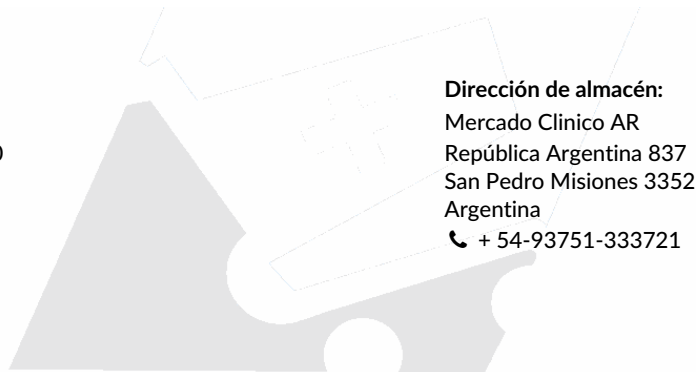 Dirección de almacén:
Mercado Clinico AR
República Argentina 837
San Pedro Misiones 3352
Argentina
+ 54-93751-333721